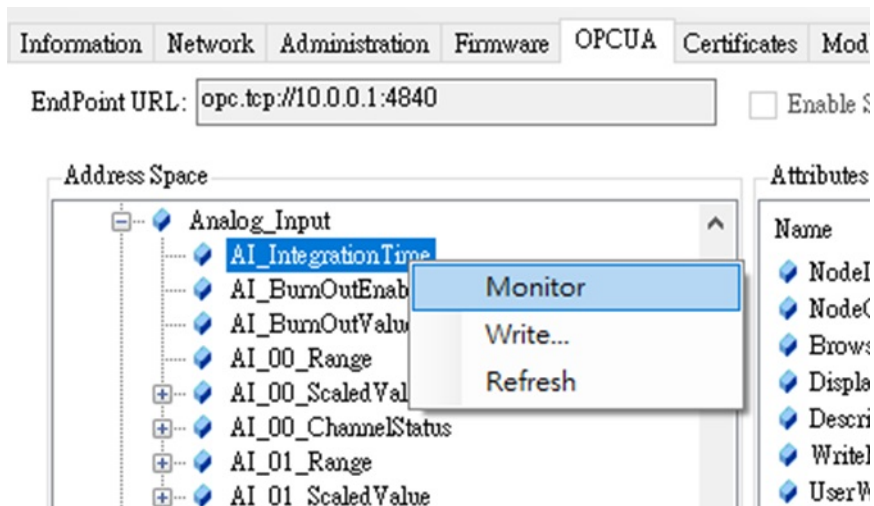 Information Network Administration Firmware OPCUA Certificates
EndPoint URL: opc.tcp://10.0.0.1:4840
Enable
Address Space
Analog_Input
AI_IntegrationTime
AI_00_Range
AI_00_ChannelStatus
AI_01_Range
AI_01_ScaledValue
Monitor
Write...
Refresh
Attributes
Name